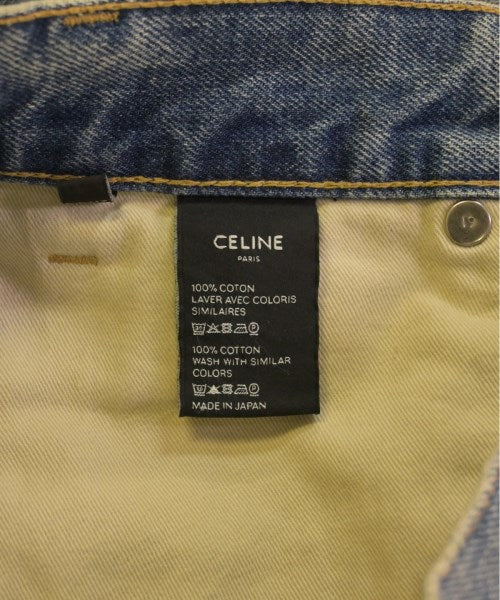 CELINE
PARIS
100% COTON
LAVER AVEC COLORIS
SIMILAIRES
100% COTTON
WASH WITH SIMILAR
COLORS
MADE IN JAPAN